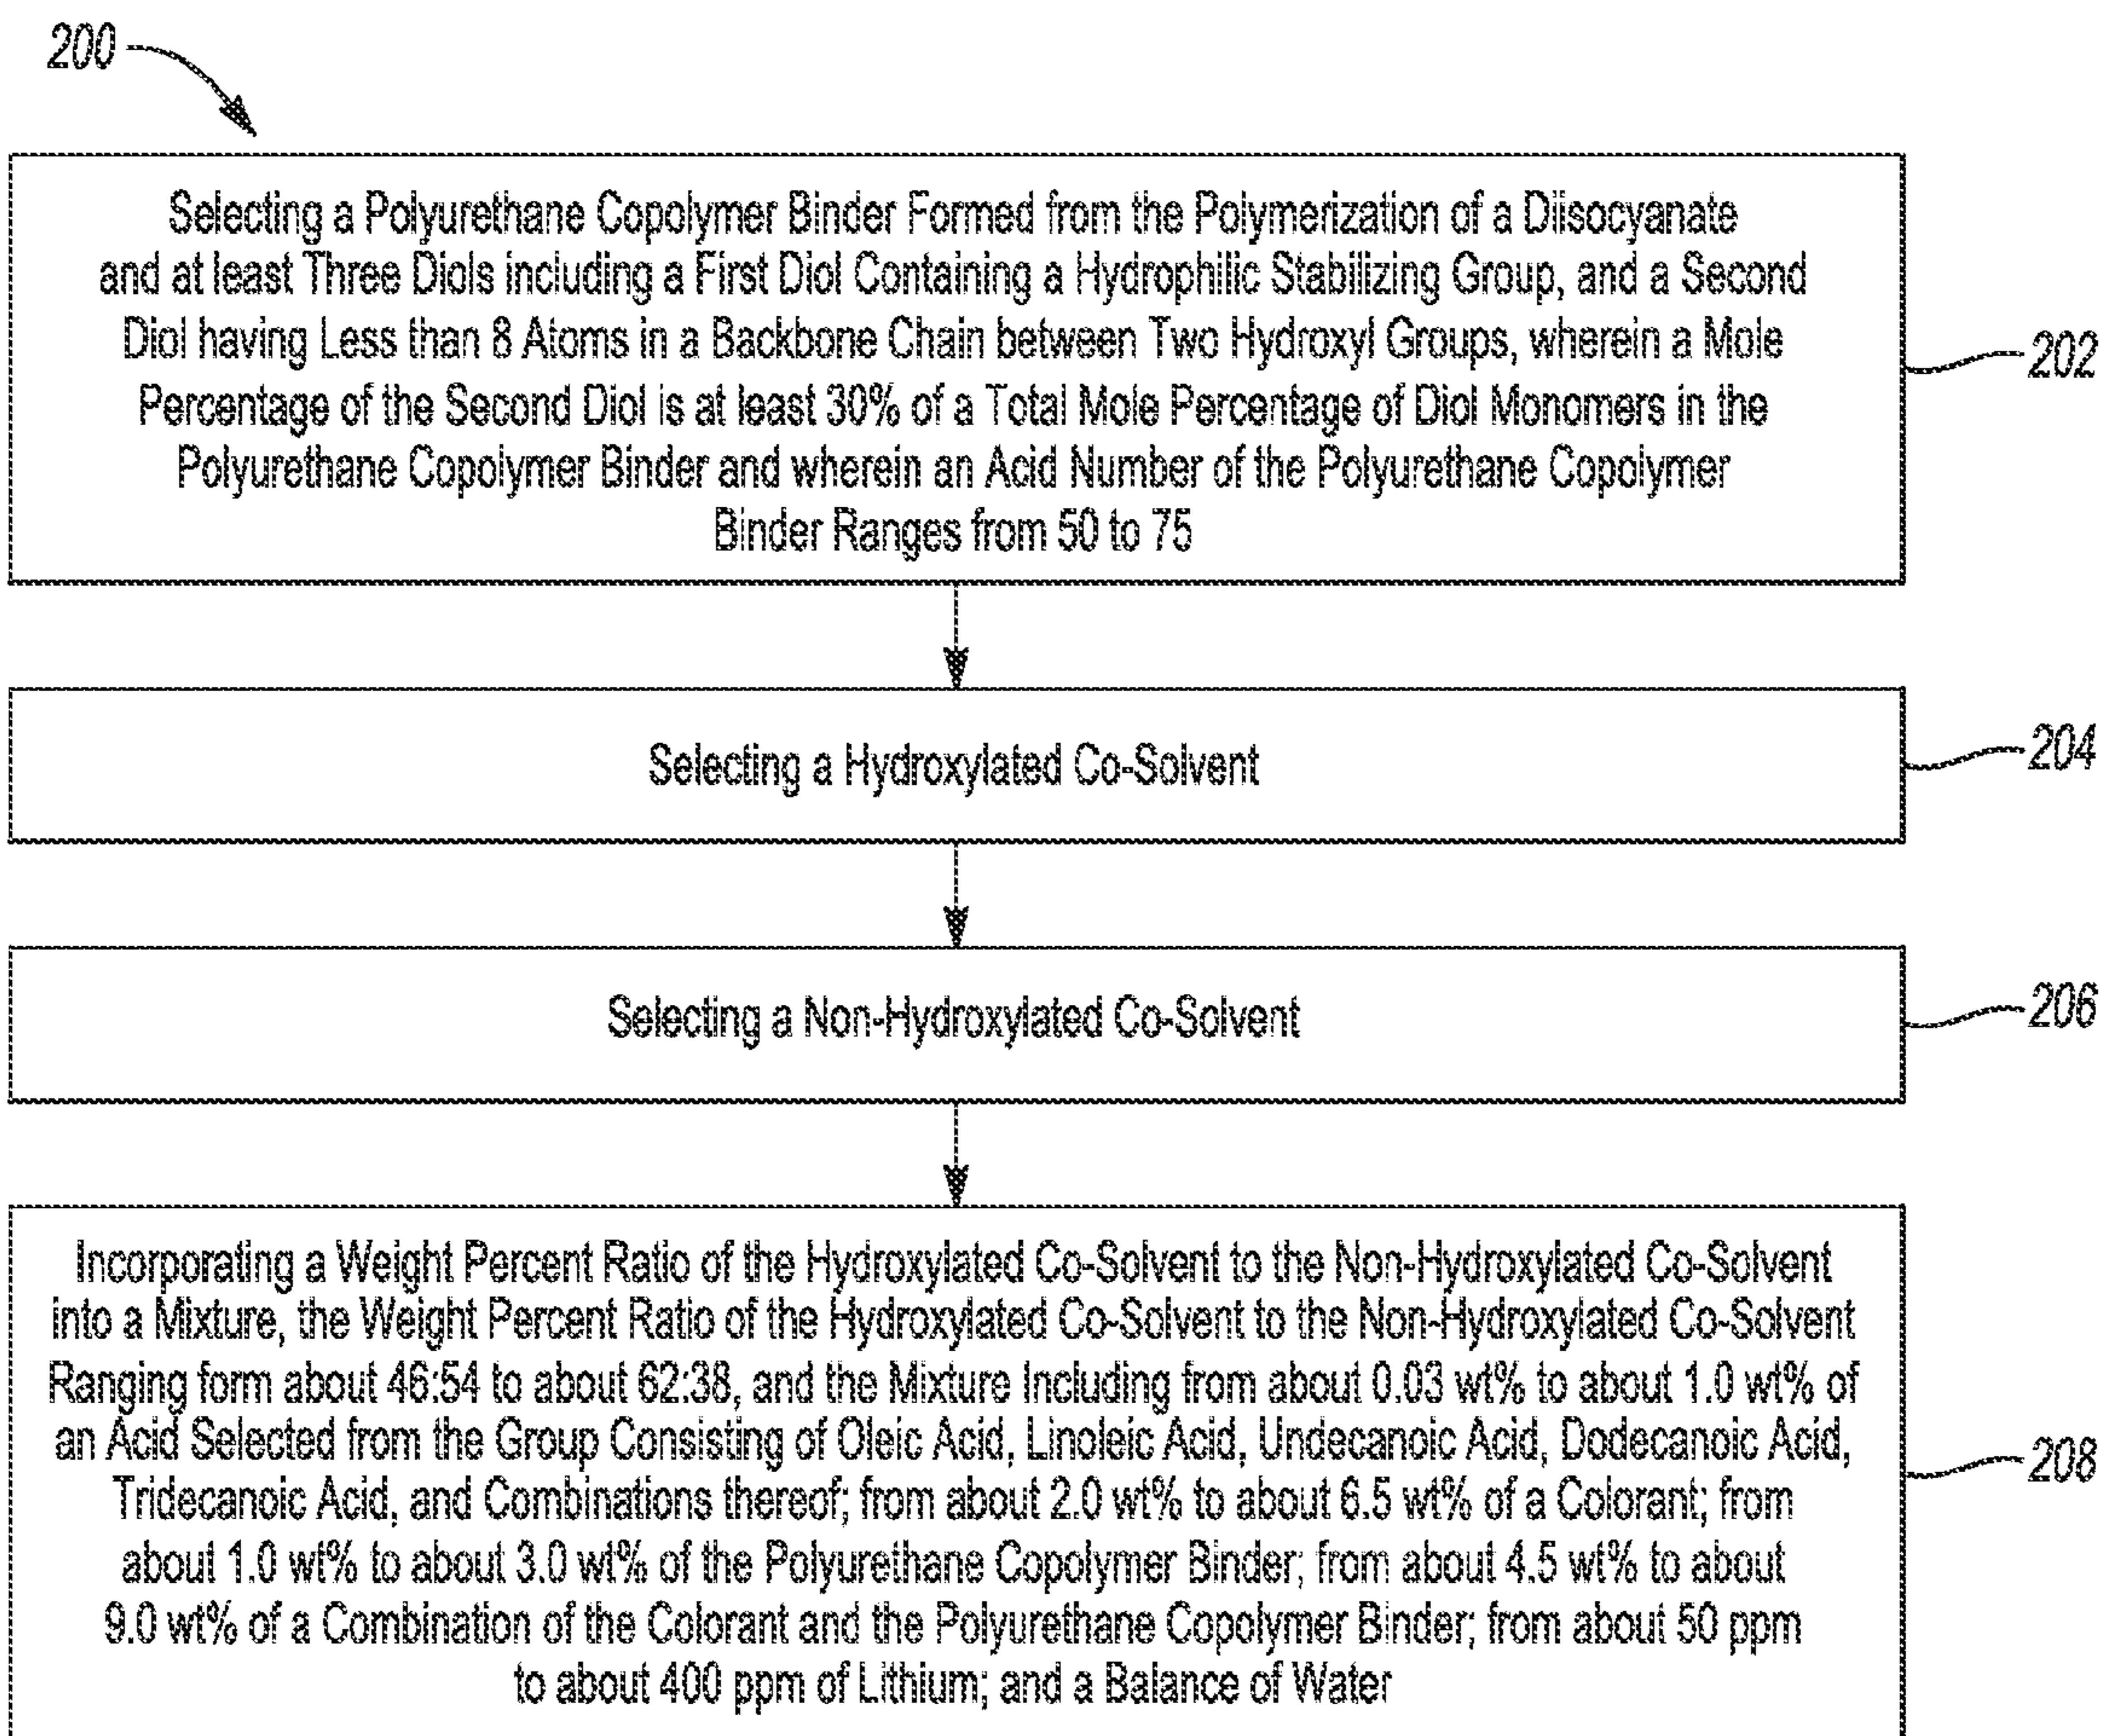 200
Selecting a Polyurethane Copolymer Binder Formed from the Polymerization of a Diisocyanate
and at least Three Diols including a First Diol Containing a Hydrophilic Stabilizing Group, and a Second
Diol having Less than 8 Atoms in a Backbone Chain between Two Hydroxyl Groups, wherein a Mole
Percentage of the Second Diol is at least 30% of a Total Mole Percentage of Diol Monomers in the
Polyurethane Copolymer Binder and wherein an Acid Number of the Polyurethane Copolymer
Binder Ranges from 50 to 75
202
Selecting a Hydroxylated Co-Solvent
204
Selecting a Non-Hydroxylated Co-Solvent
206
Incorporating a Weight Percent Ratio of the Hydroxylated Co-Solvent to the Non-Hydroxylated Co-Solvent
into a Mixture, the Weight Percent Ratio of the Hydroxylated Co-Solvent to the Non-Hydroxylated Co-Solvent
Ranging form about 46:54 to about 62:38, and the Mixture Including from about 0.03 wt% to about 1.0 wt% of
an Acid Selected from the Group Consisting of Oleic Acid, Linoleic Acid, Undecanoic Acid, Dodecanoic Acid,
Tridecanoic Acid, and Combinations thereof; from about 2.0 wt% to about 6.5 wt% of a Colorant; from
about 1.0 wt% to about 3.0 wt% of the Polyurethane Copolymer Binder; from about 4.5 wt% to about
9.0 wt% of a Combination of the Colorant and the Polyurethane Copolymer Binder; from about 50 ppm
to about 400 ppm of Lithium; and a Balance of Water
208